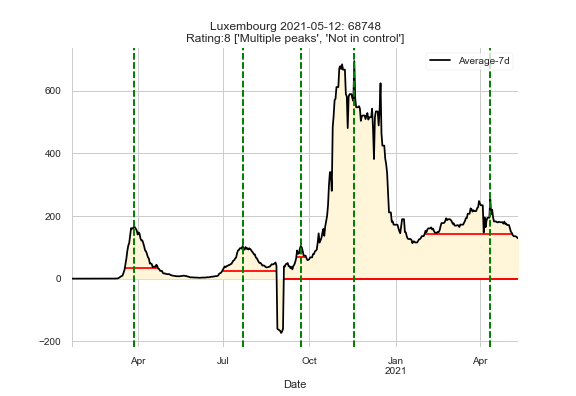 Luxembourg 2021-05-12: 68748
Rating:8 ['Multiple peaks', 'Not in control']
Average-7d
600
400
200
0
−200
Apr
Jul
Oct
Jan
2021
Apr
Date